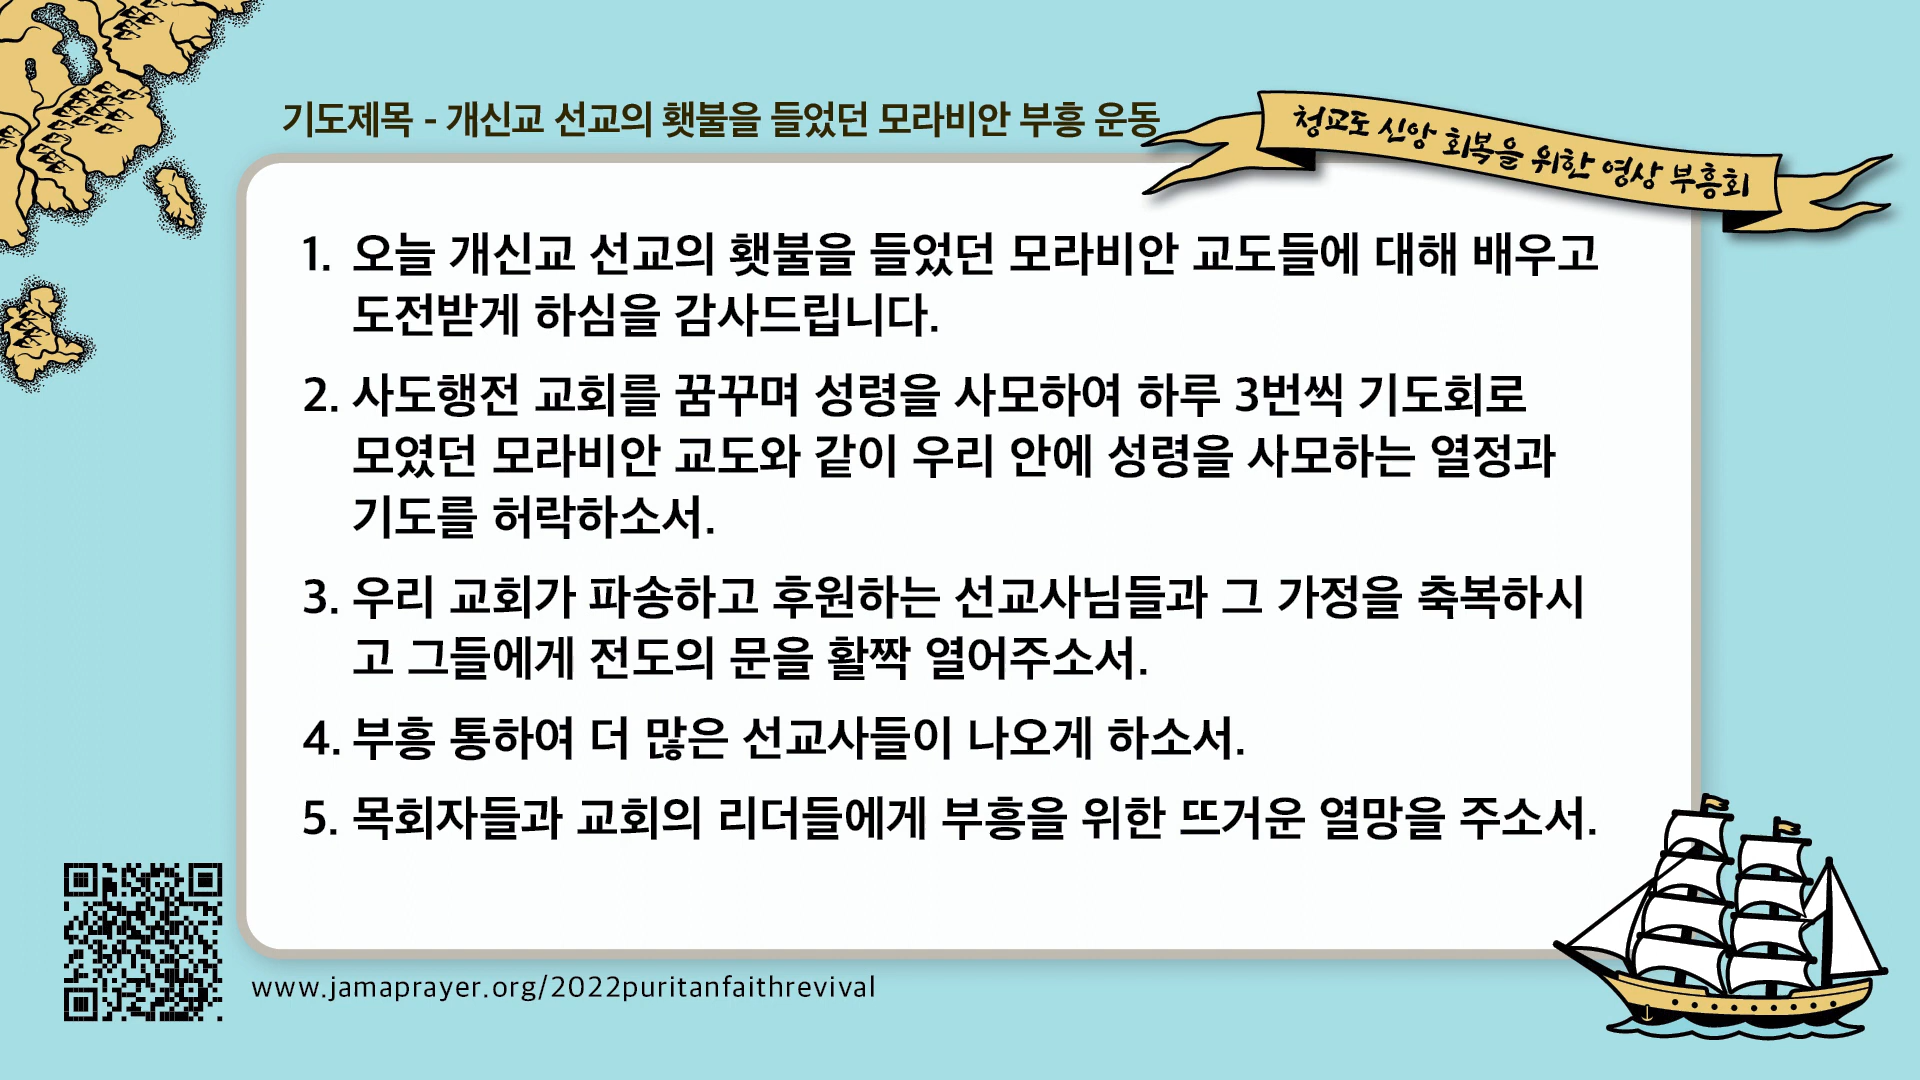 기도제목 - 개신교 선교의 횃불을 들었던 모라비안 부흥 운동
청교도 신앙 회복을 위한 영상 부흥회
1. 오늘 개신교 선교의 횃불을 들었던 모라비안 교도들에 대해 배우고
도전받게 하심을 감사드립니다.
2. 사도행전 교회를 꿈꾸며 성령을 사모하여 하루 3번씩 기도회로
모였던 모라비안 교도와 같이 우리 안에 성령을 사모하는 열정과
기도를 허락하소서.
3. 우리 교회가 파송하고 후원하는 선교사님들과 그 가정을 축복하시
고 그들에게 전도의 문을 활짝 열어주소서.
4. 부흥 통하여 더 많은 선교사들이 나오게 하소서.
5. 목회자들과 교회의 리더들에게 부흥을 위한 뜨거운 열망을 주소서.
www.jamaprayer.org/2022puritanfaithrevival